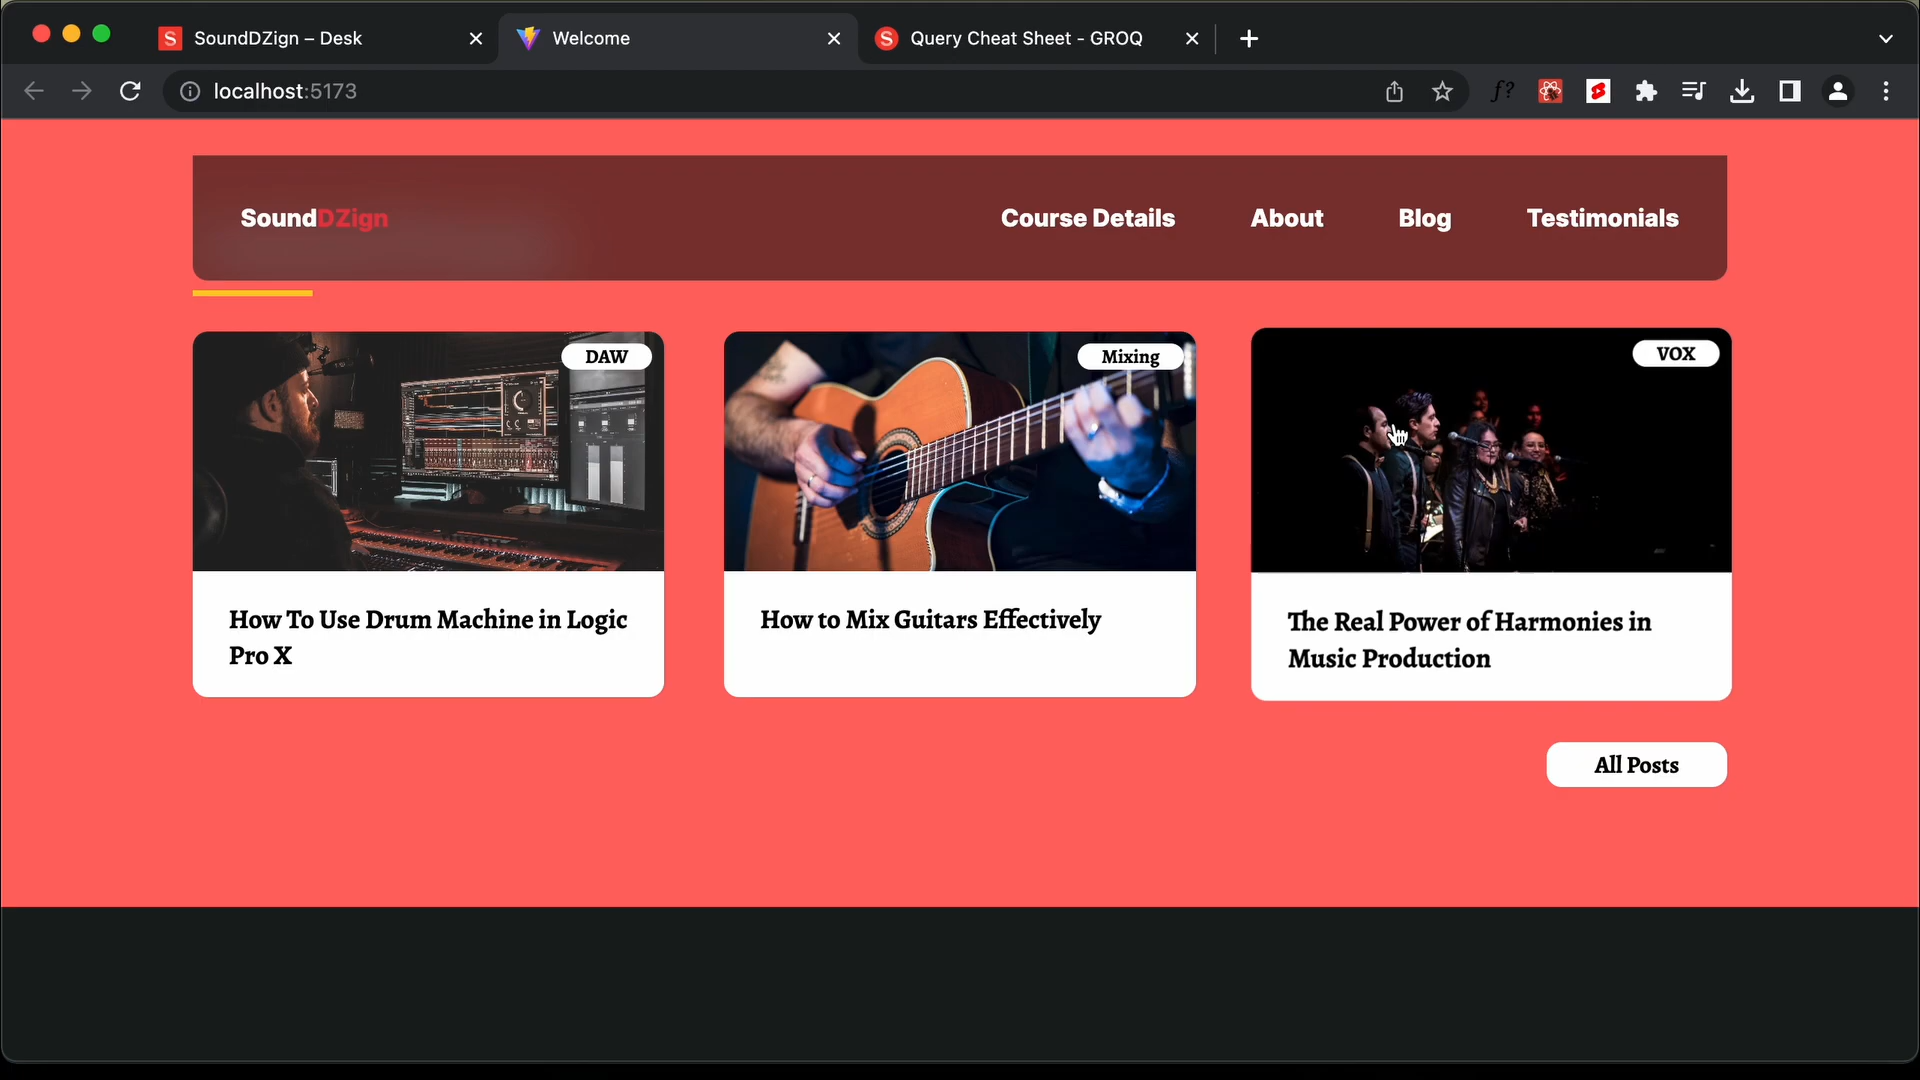 SoundDZign – Desk
Welcome
Query Cheat Sheet - GROQ
localhost:5173
f?
SoundDZign
Course Details
About
Blog
Testimonials
DAW
Mixing
VOX
How To Use Drum Machine in Logic
Pro X
How to Mix Guitars Effectively
The Real Power of Harmonies in
Music Production
All Posts